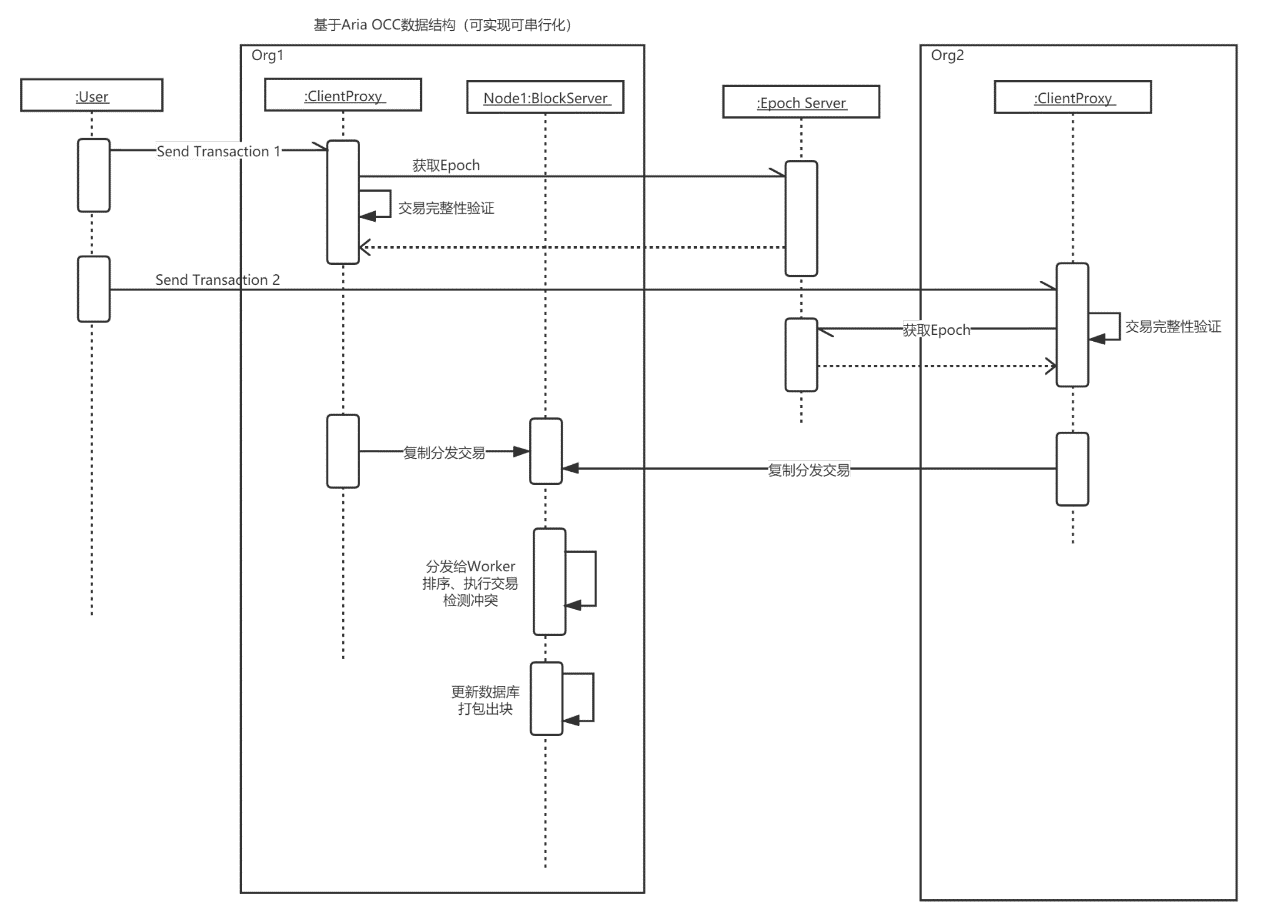 基于Aria OCC数据结构（可实现可串行化）
Org1
Org2
:User
:ClientProxy
Node1:BlockServer
:Epoch Server
:ClientProxy
Send Transaction 1
获取Epoch
交易完整性验证
Send Transaction 2
获取Epoch
交易完整性验证
复制分发交易
复制分发交易
分发给Worker
排序、执行交易
检测冲突
更新数据库
打包出块